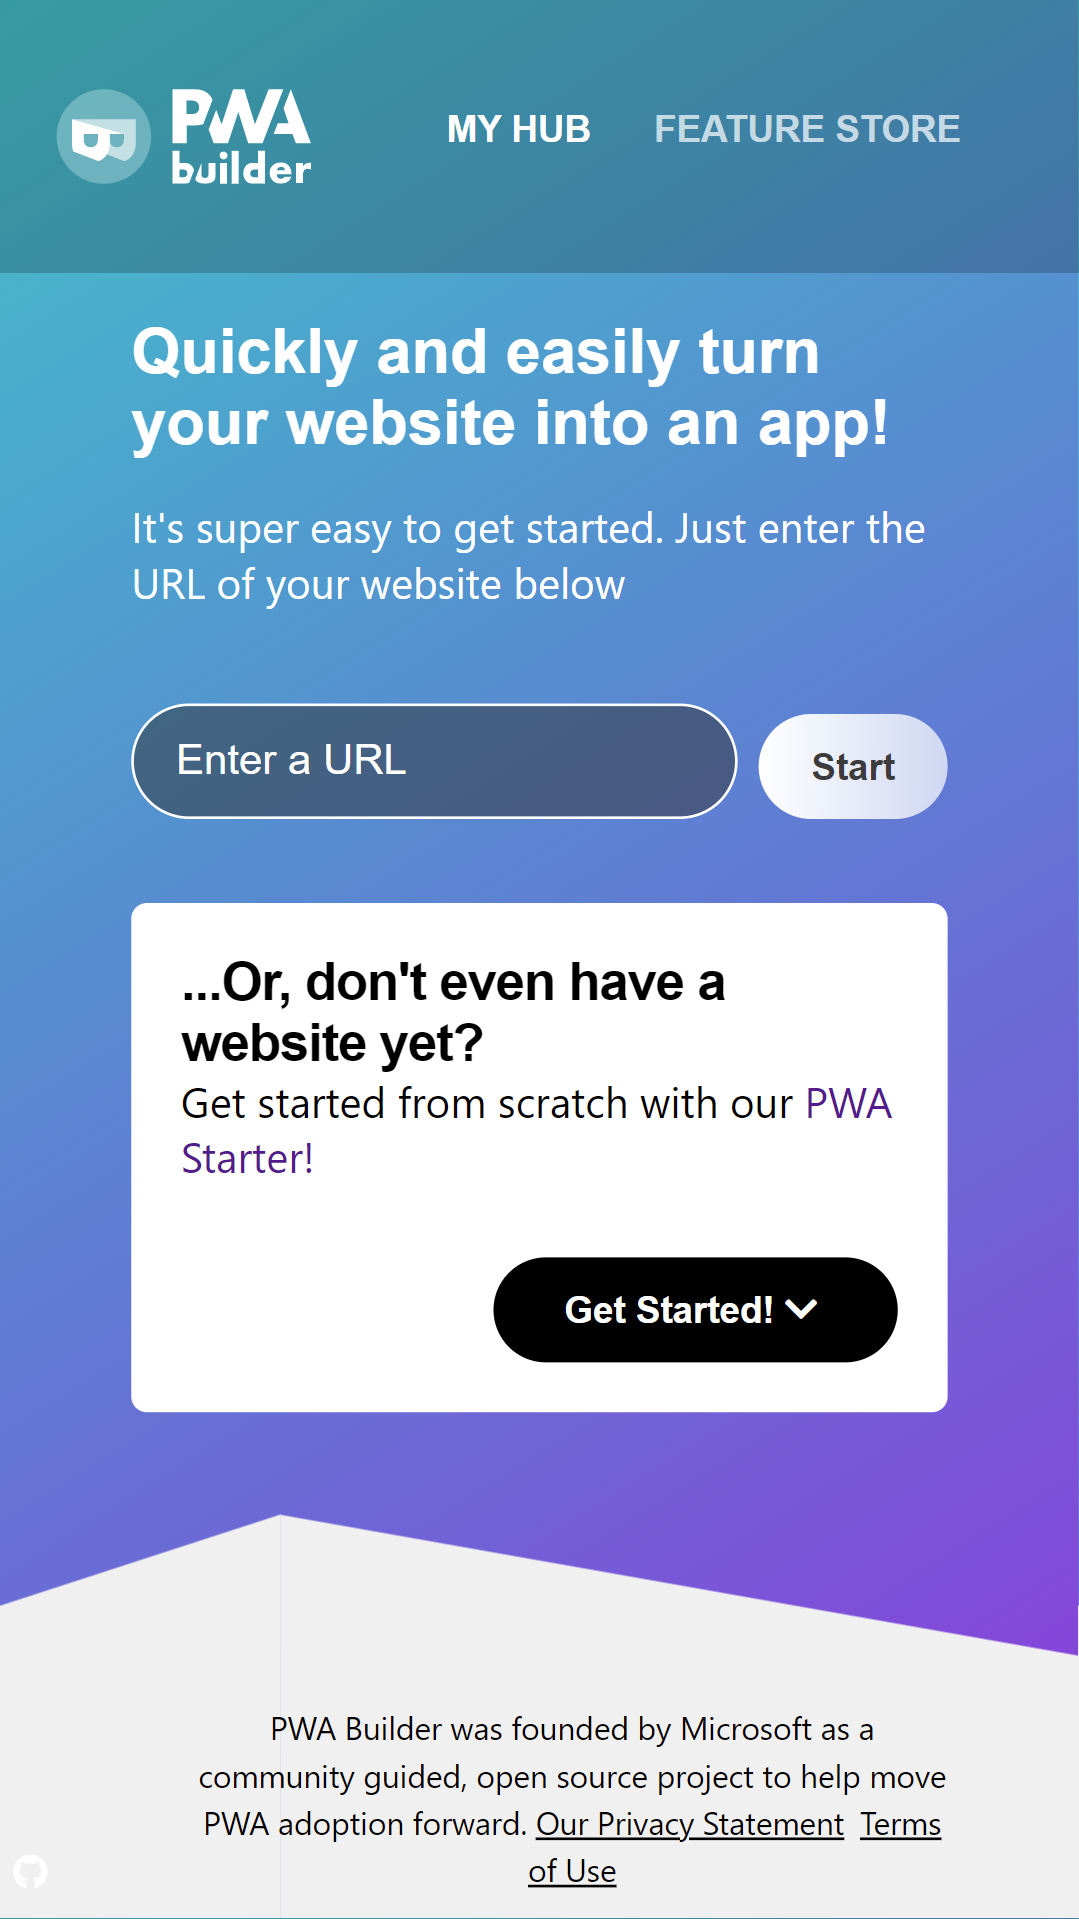 PWA
builder
MY HUB
FEATURE STORE
Quickly and easily turn
your website into an app!
It's super easy to get started. Just enter the
URL of your website below
Enter a URL
Start
...Or, don't even have a
website yet?
Get started from scratch with our PWA
Starter!
Get Started!
PWA Builder was founded by Microsoft as a
community guided, open source project to help move
PWA adoption forward. Our Privacy Statement Terms
of Use